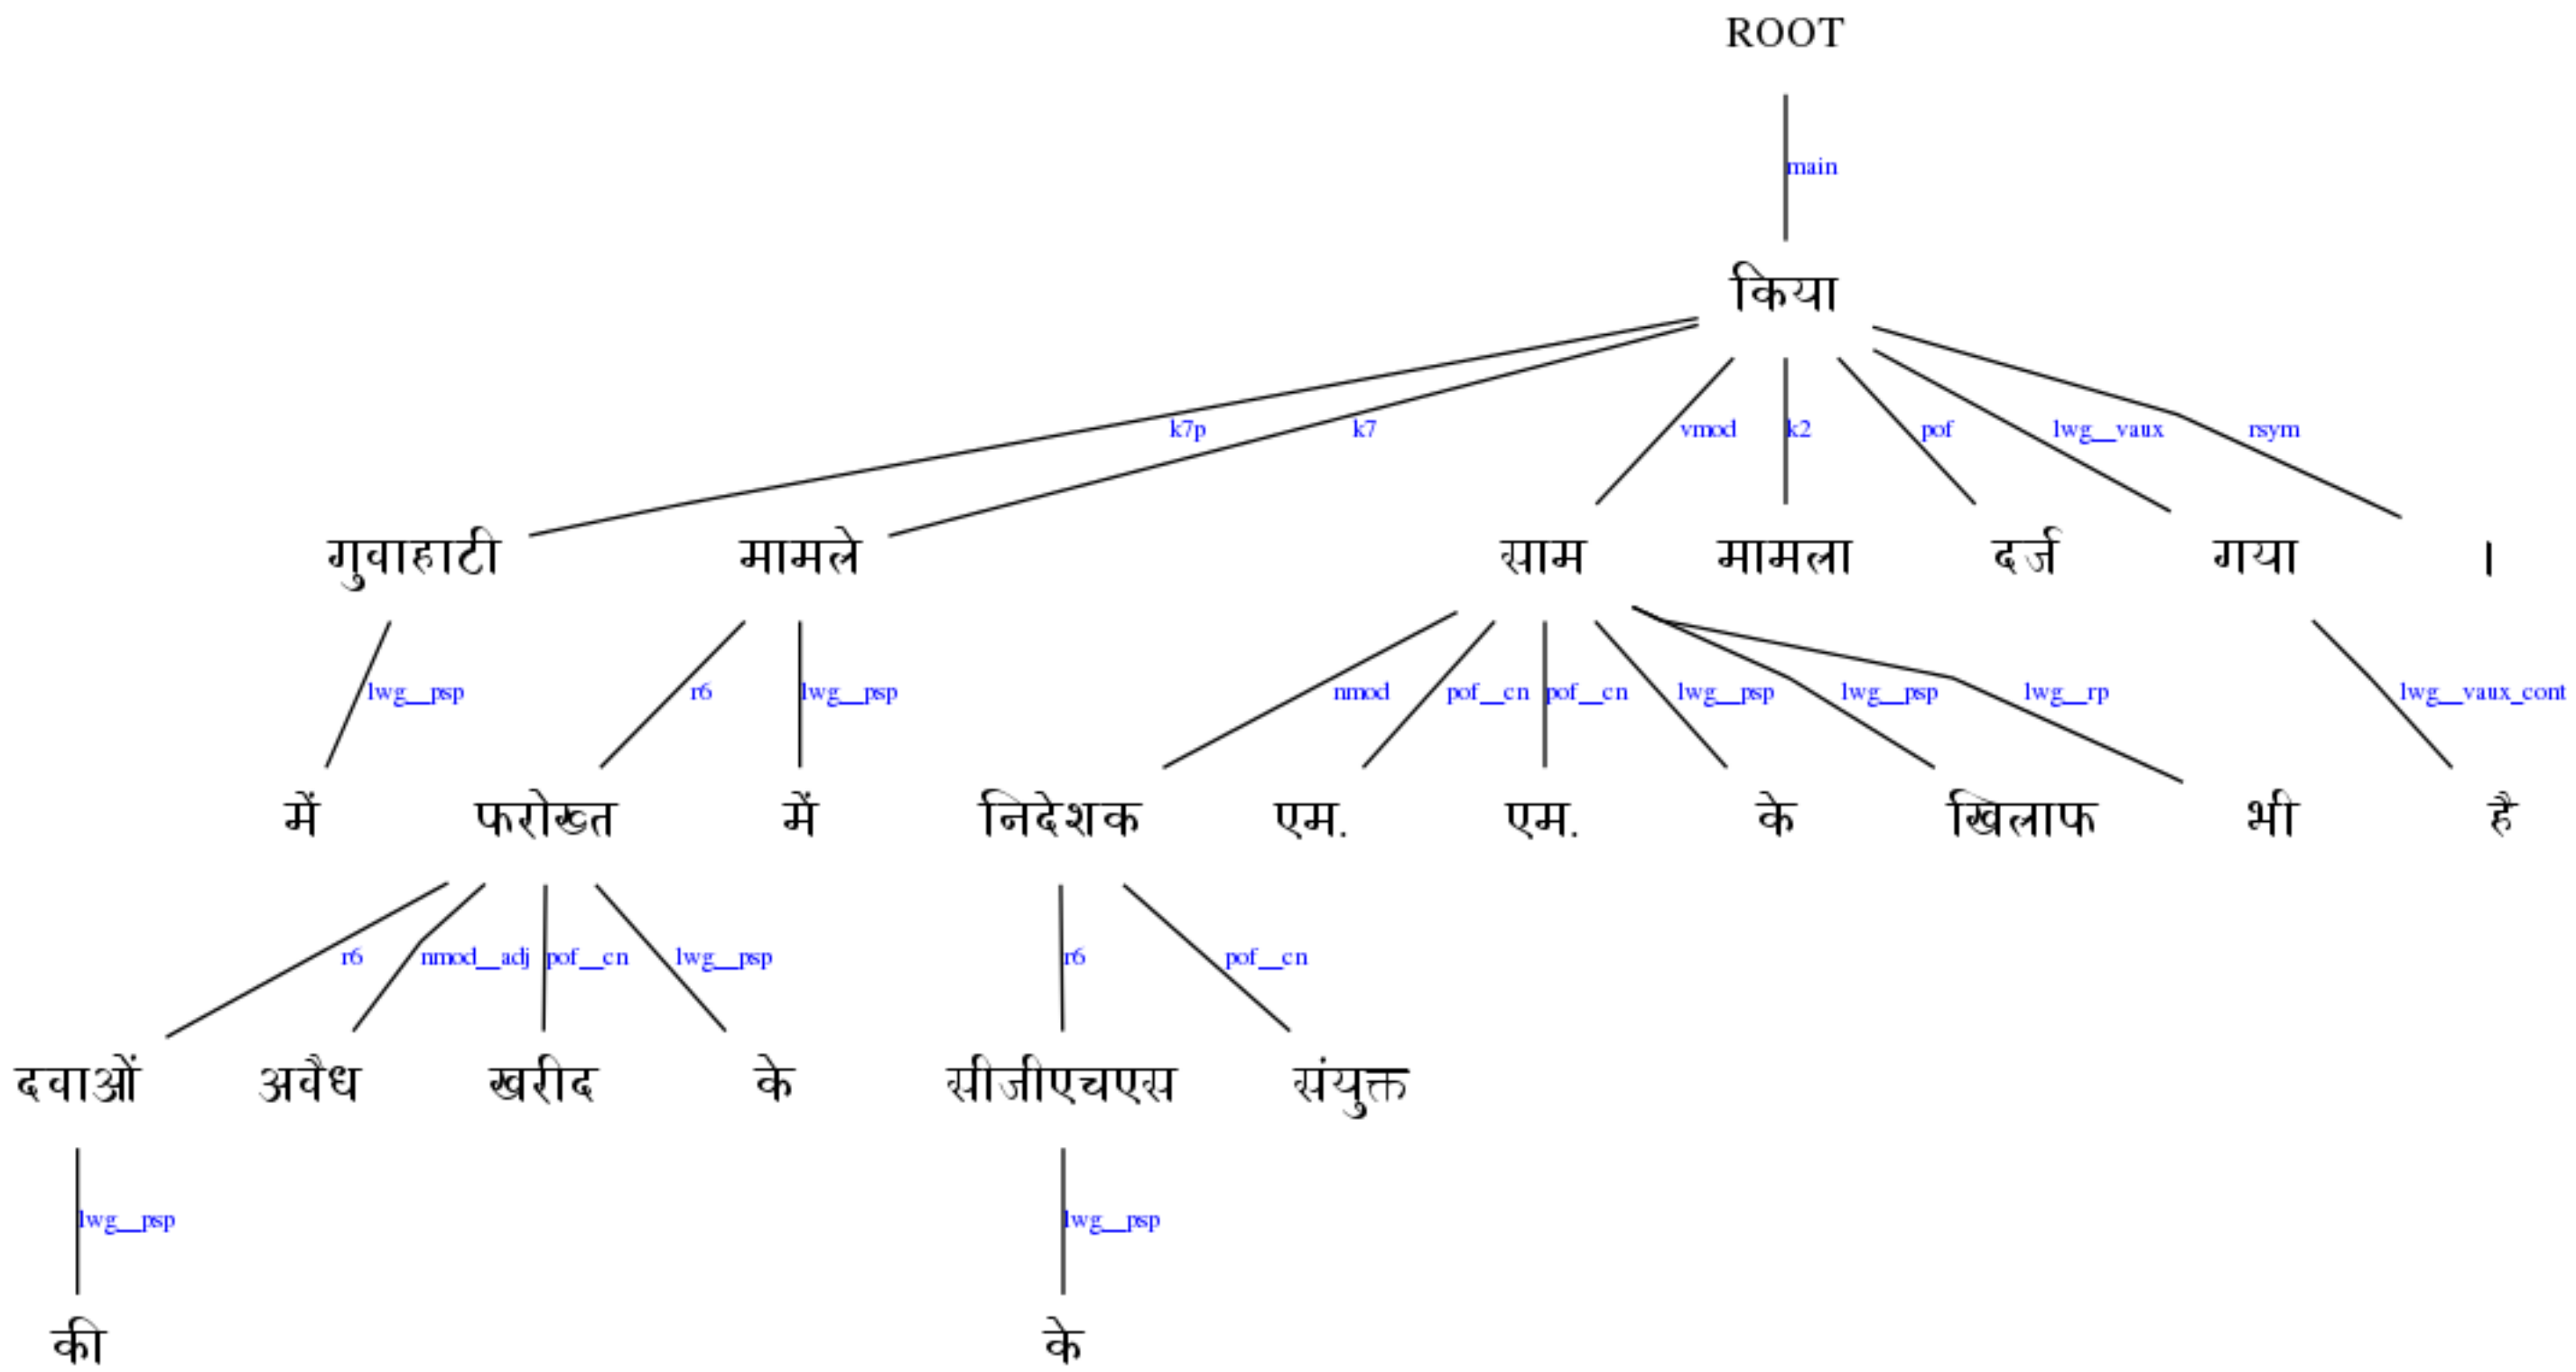 ROOT
main
किया
k7p k7 vmod k2 pof lwg__vaux rsym
गुवाहाटी मामले साम मामला दर्ज गया ।
lwg__psp r6 lwg__psp nmod pof__cn pof__cn lwg__psp lwg__psp lwg__rp lwg__vaux_cont
में फरोख्त में निदेशक एम. एम. के खिलाफ भी है
r6 nmod__adj pof__cn lwg__psp r6 pof__cn
दवाओं अवैध खरीद के सीजीएचएस संयुक्त
lwg__psp lwg__psp
की के